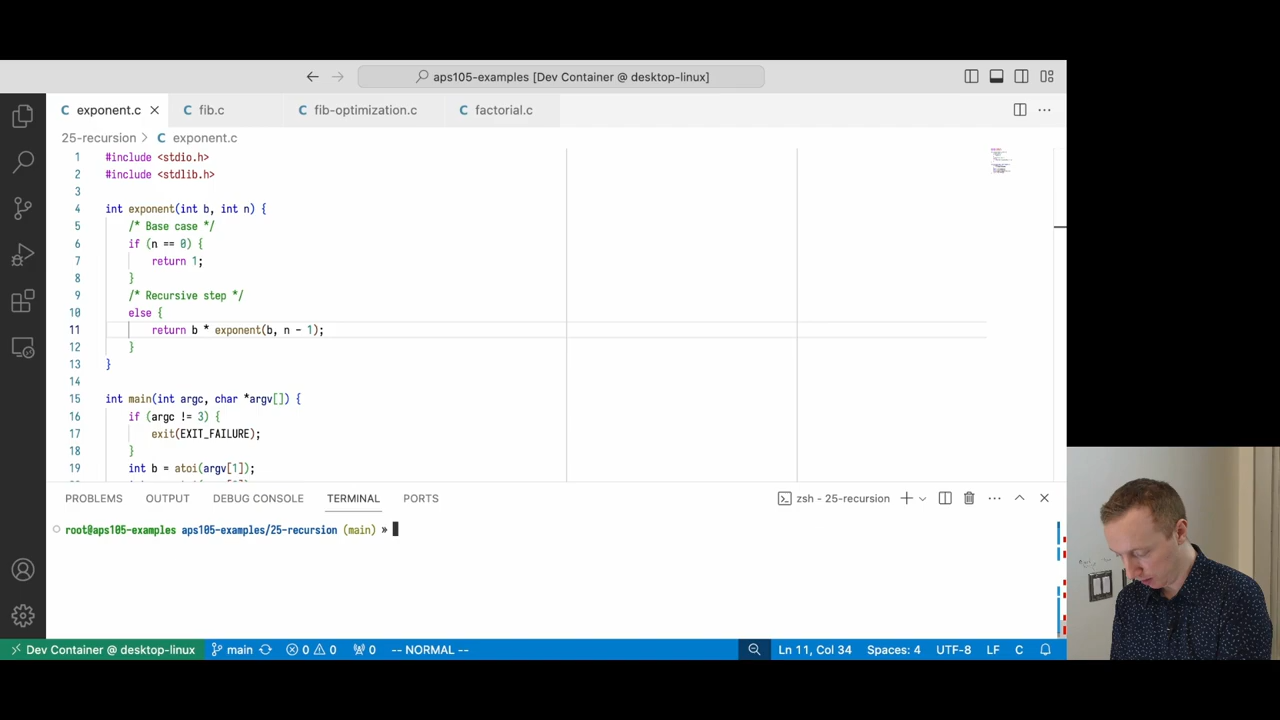 aps105-examples [Dev Container @ desktop-linux]
exponent.c
fib.c
fib-optimization.c
factorial.c
25-recursion > exponent.c
1 #include <stdio.h>
2 #include <stdlib.h>
3
4 int exponent(int b, int n) {
5 /* Base case */
6 if (n == 0) {
7 return 1;
8 }
9 /* Recursive step */
10 else {
11 return b * exponent(b, n - 1);
12 }
13 }
14
15 int main(int argc, char *argv[]) {
16 if (argc != 3) {
17 exit(EXIT_FAILURE);
18 }
19 int b = atoi(argv[1]);
PROBLEMS OUTPUT DEBUG CONSOLE TERMINAL PORTS zsh - 25-recursion
root@aps105-examples aps105-examples/25-recursion (main) »
Dev Container @ desktop-linux main 0 0 0 -- NORMAL -- Ln 11, Col 34 Spaces: 4 UTF-8 LF C